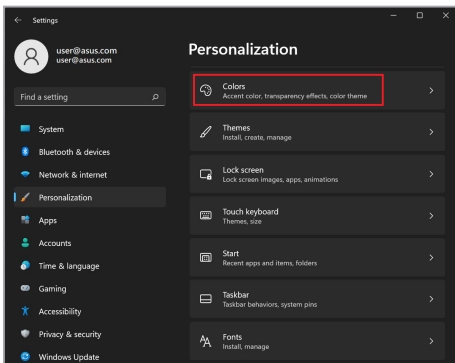 Settings
user@asus.com
user@asus.com
Find a setting
System
Bluetooth & devices
Network & internet
Personalization
Apps
Accounts
Time & language
Gaming
Accessibility
Privacy & security
Windows Update
Personalization
Colors
Accent color, transparency effects, color theme
Themes
Install, create, manage
Lock screen
Lock screen images, apps, animations
Touch keyboard
Themes, size
Start
Recent apps and items, folders
Taskbar
Taskbar behaviors, system pins
Fonts
Install, manage